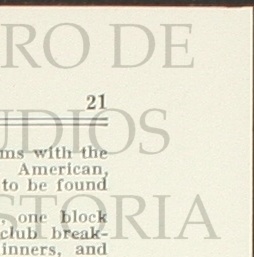 RO DE
21
UDIOS
ms with the
American,
to be found
STORIA
, one block
club break-
inners, and